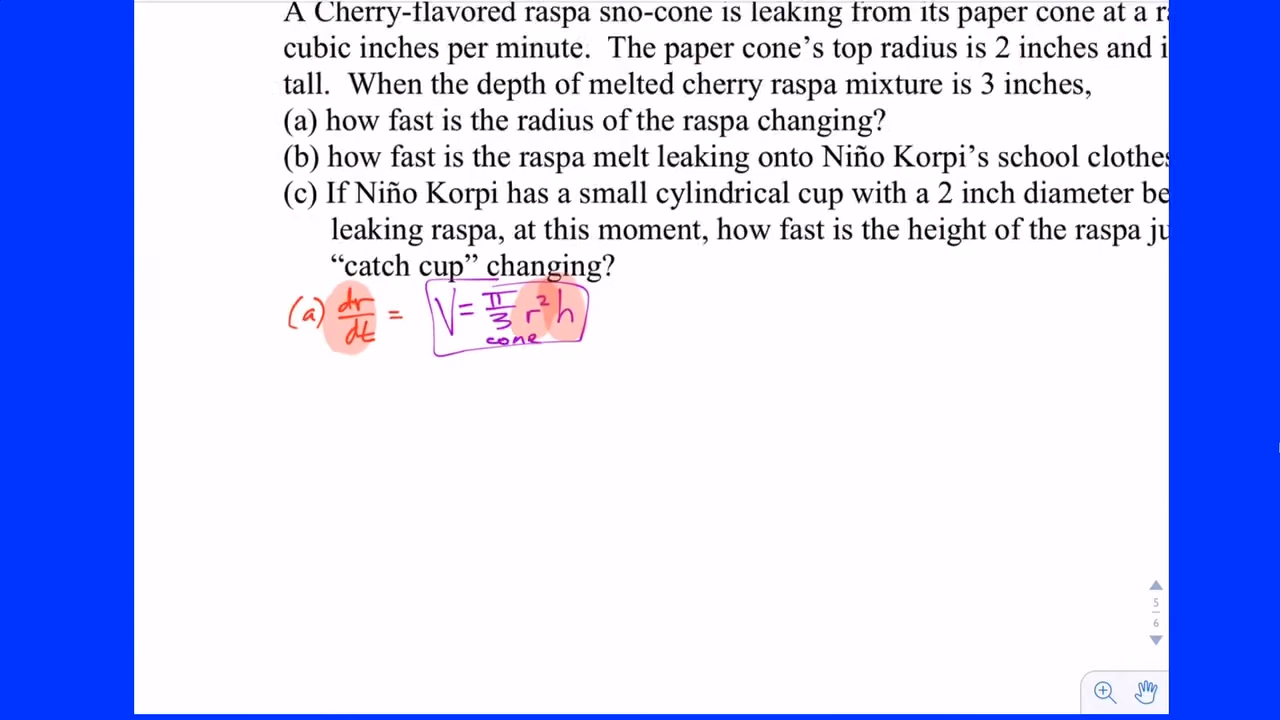 A Cherry-flavored raspa sno-cone is leaking from its paper cone at a
cubic inches per minute. The paper cone's top radius is 2 inches and
tall. When the depth of melted cherry raspa mixture is 3 inches,
(a) how fast is the radius of the raspa changing?
(b) how fast is the raspa melt leaking onto Niño Korpi's school clothes
(c) If Niño Korpi has a small cylindrical cup with a 2 inch diameter
leaking raspa, at this moment, how fast is the height of the raspa
“catch cup” changing?
(a) dr/dt = V = π/3 r²h
cone
5
6